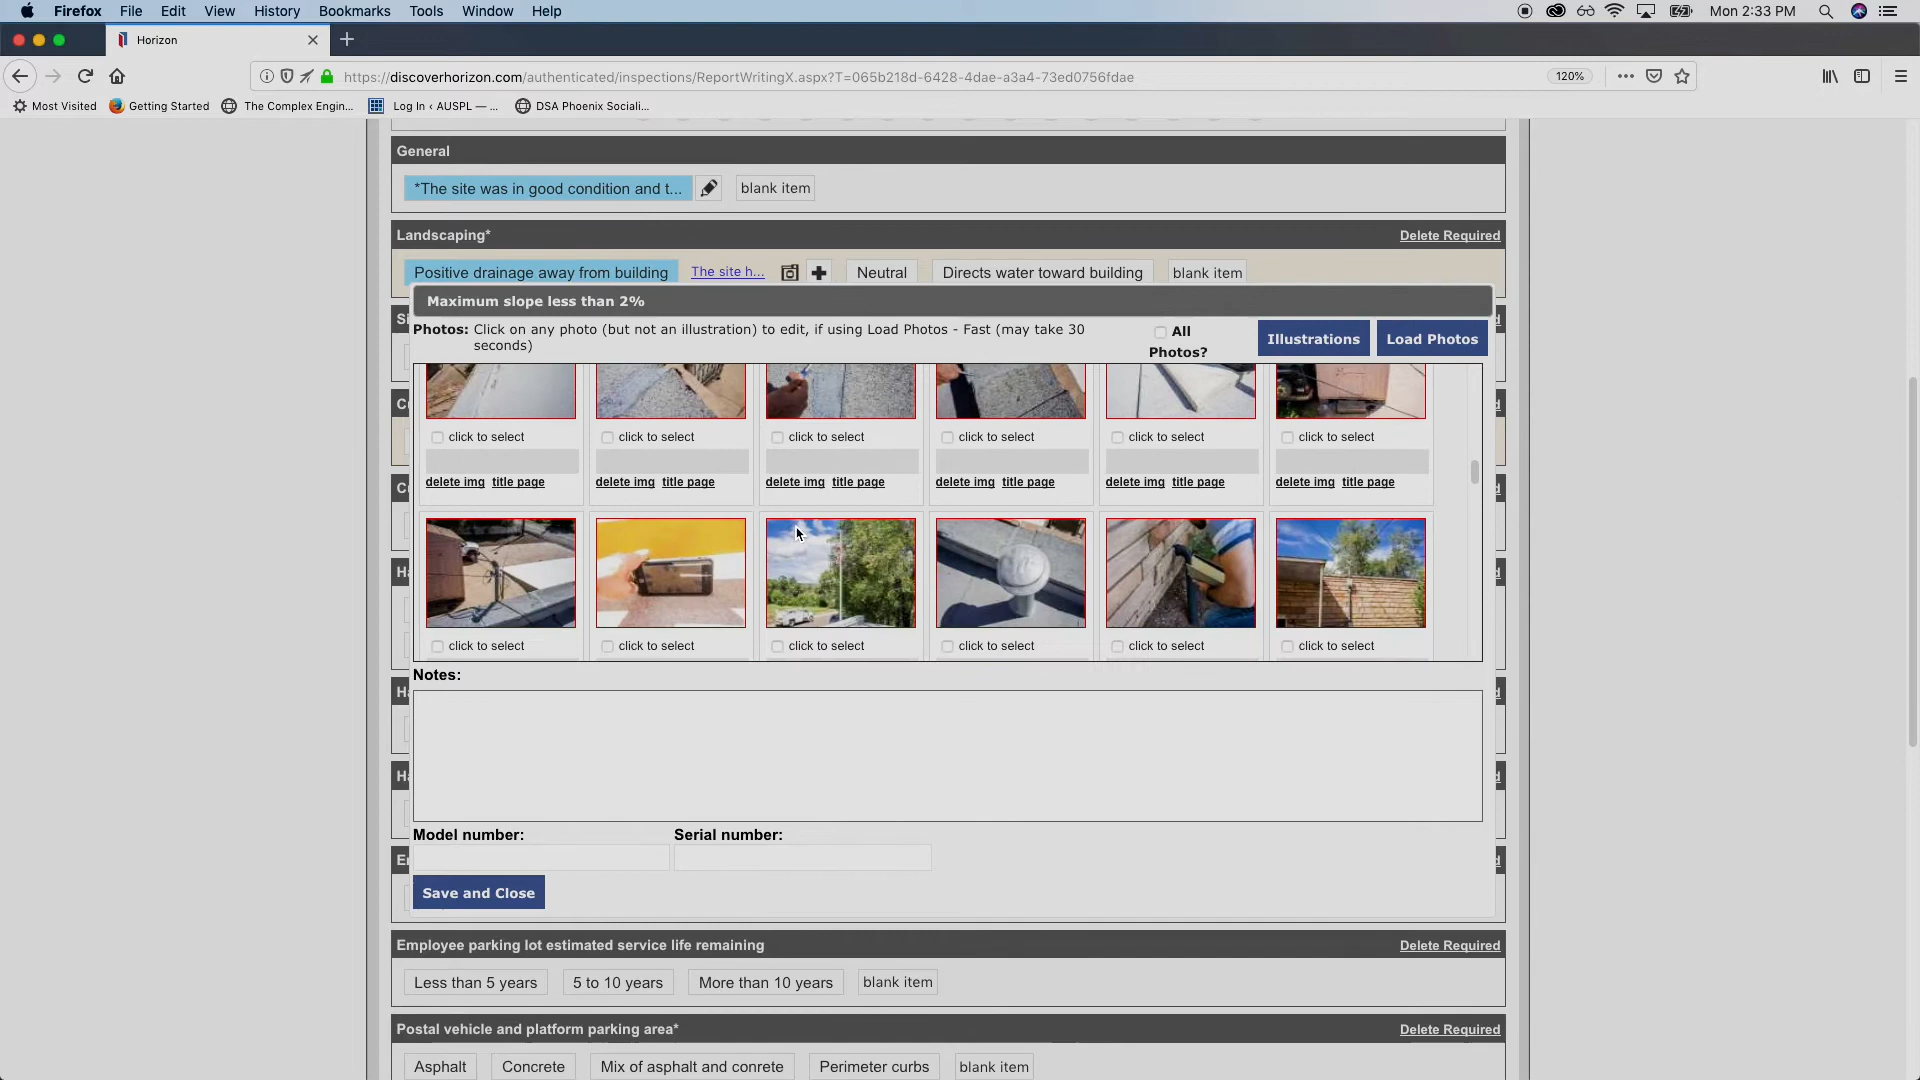 Firefox File Edit View History Bookmarks Tools Window Help Mon 2:33 PM
Horizon
https://discoverhorizon.com/authenticated/inspections/ReportWritingX.aspx?T=065b218d-6428-4dae-a3a4-73ed0756fdae 120%
Most Visited Getting Started The Complex Engin... Log In ‹ AUSPL — ... DSA Phoenix Sociali...
General
*The site was in good condition and t... blank item
Landscaping* Delete Required
Positive drainage away from building The site h... Neutral Directs water toward building blank item
Maximum slope less than 2%
Photos: Click on any photo (but not an illustration) to edit, if using Load Photos - Fast (may take 30 seconds)
All Photos?
Illustrations Load Photos
click to select click to select click to select click to select click to select click to select
delete img title page delete img title page delete img title page delete img title page delete img title page delete img title page
click to select click to select click to select click to select click to select click to select
Notes:
Model number: Serial number:
Save and Close
Employee parking lot estimated service life remaining Delete Required
Less than 5 years 5 to 10 years More than 10 years blank item
Postal vehicle and platform parking area* Delete Required
Asphalt Concrete Mix of asphalt and conrete Perimeter curbs blank item